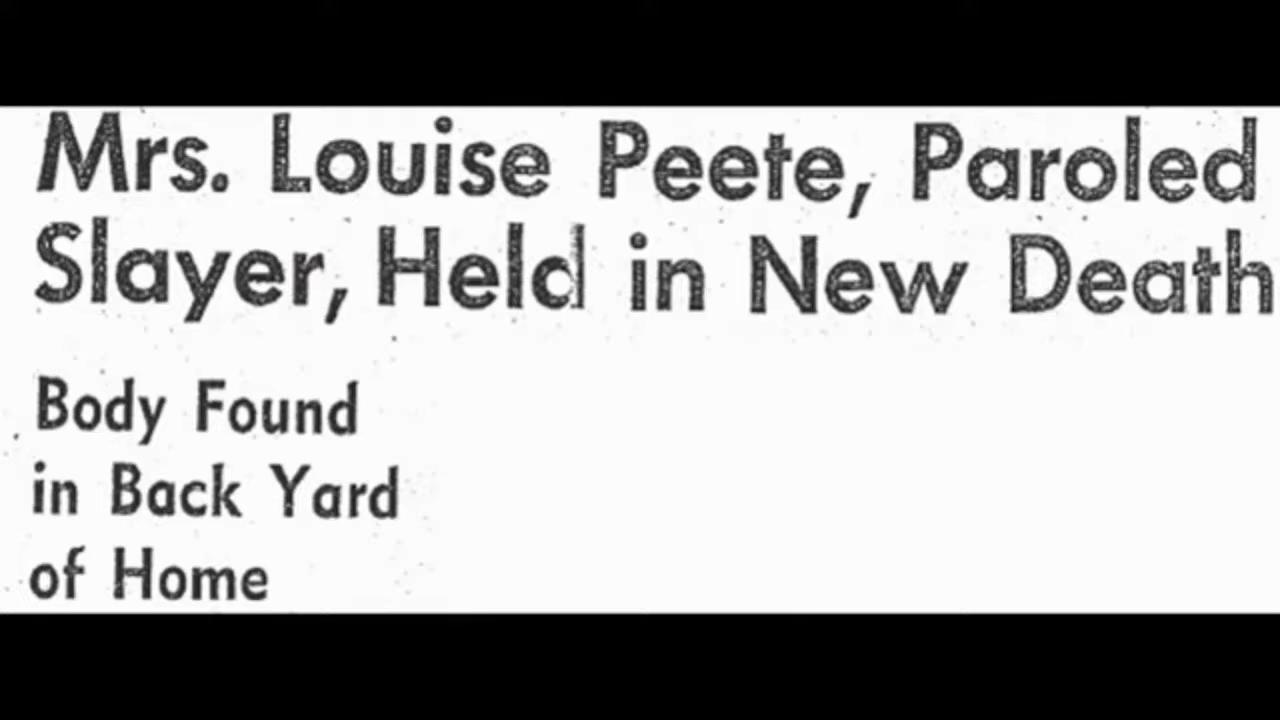 Mrs. Louise Peete, Paroled
Slayer, Held in New Death
Body Found
in Back Yard
of Home